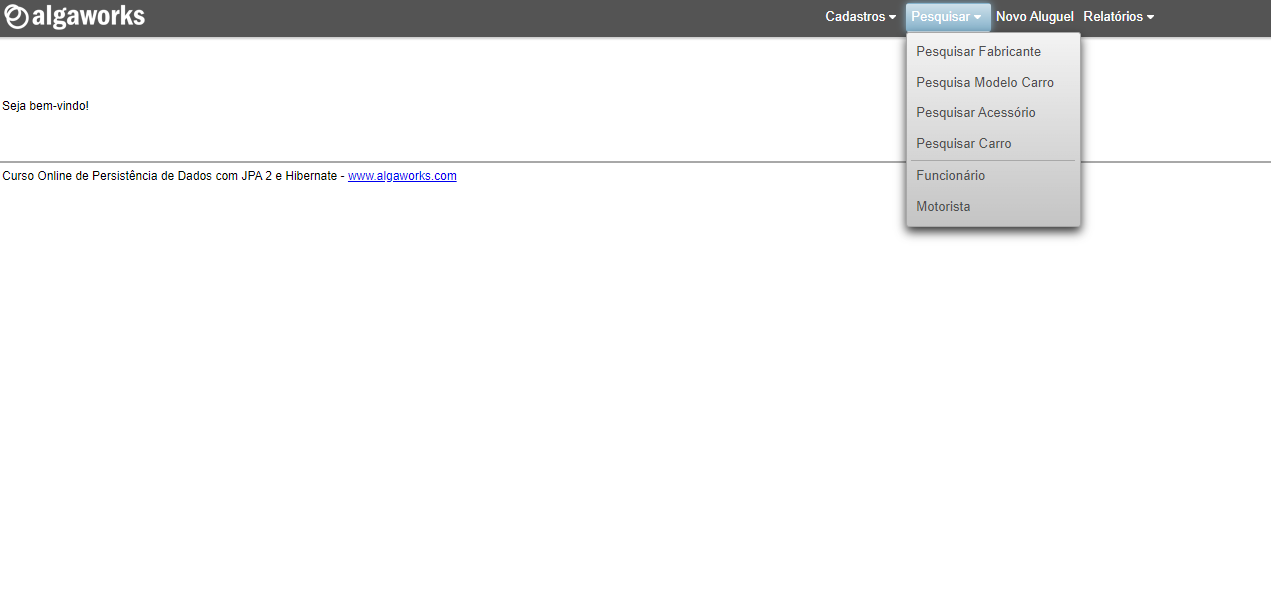 algaworks
Cadastros Pesquisar Novo Aluguel Relatórios
Pesquisar Fabricante
Pesquisa Modelo Carro
Pesquisar Acessório
Pesquisar Carro
Funcionário
Motorista
Seja bem-vindo!
Curso Online de Persistência de Dados com JPA 2 e Hibernate - www.algaworks.com